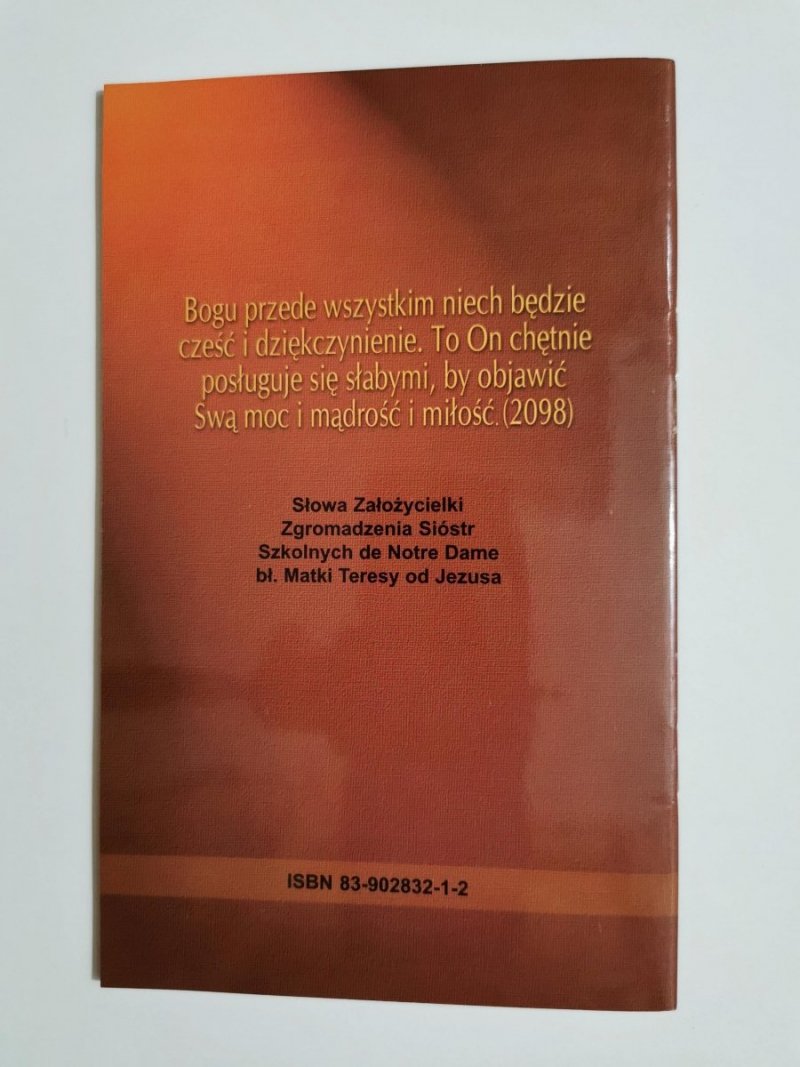 Bogu przede wszystkim niech będzie
cześć i dziękczynienie. To On chętnie
posługuje się słabymi, by objawić
Swą moc i mądrość i miłość.(2098)
Słowa Założycielki
Zgromadzenia Sióstr
Szkolnych de Notre Dame
bł. Matki Teresy od Jezusa
ISBN 83-902832-1-2